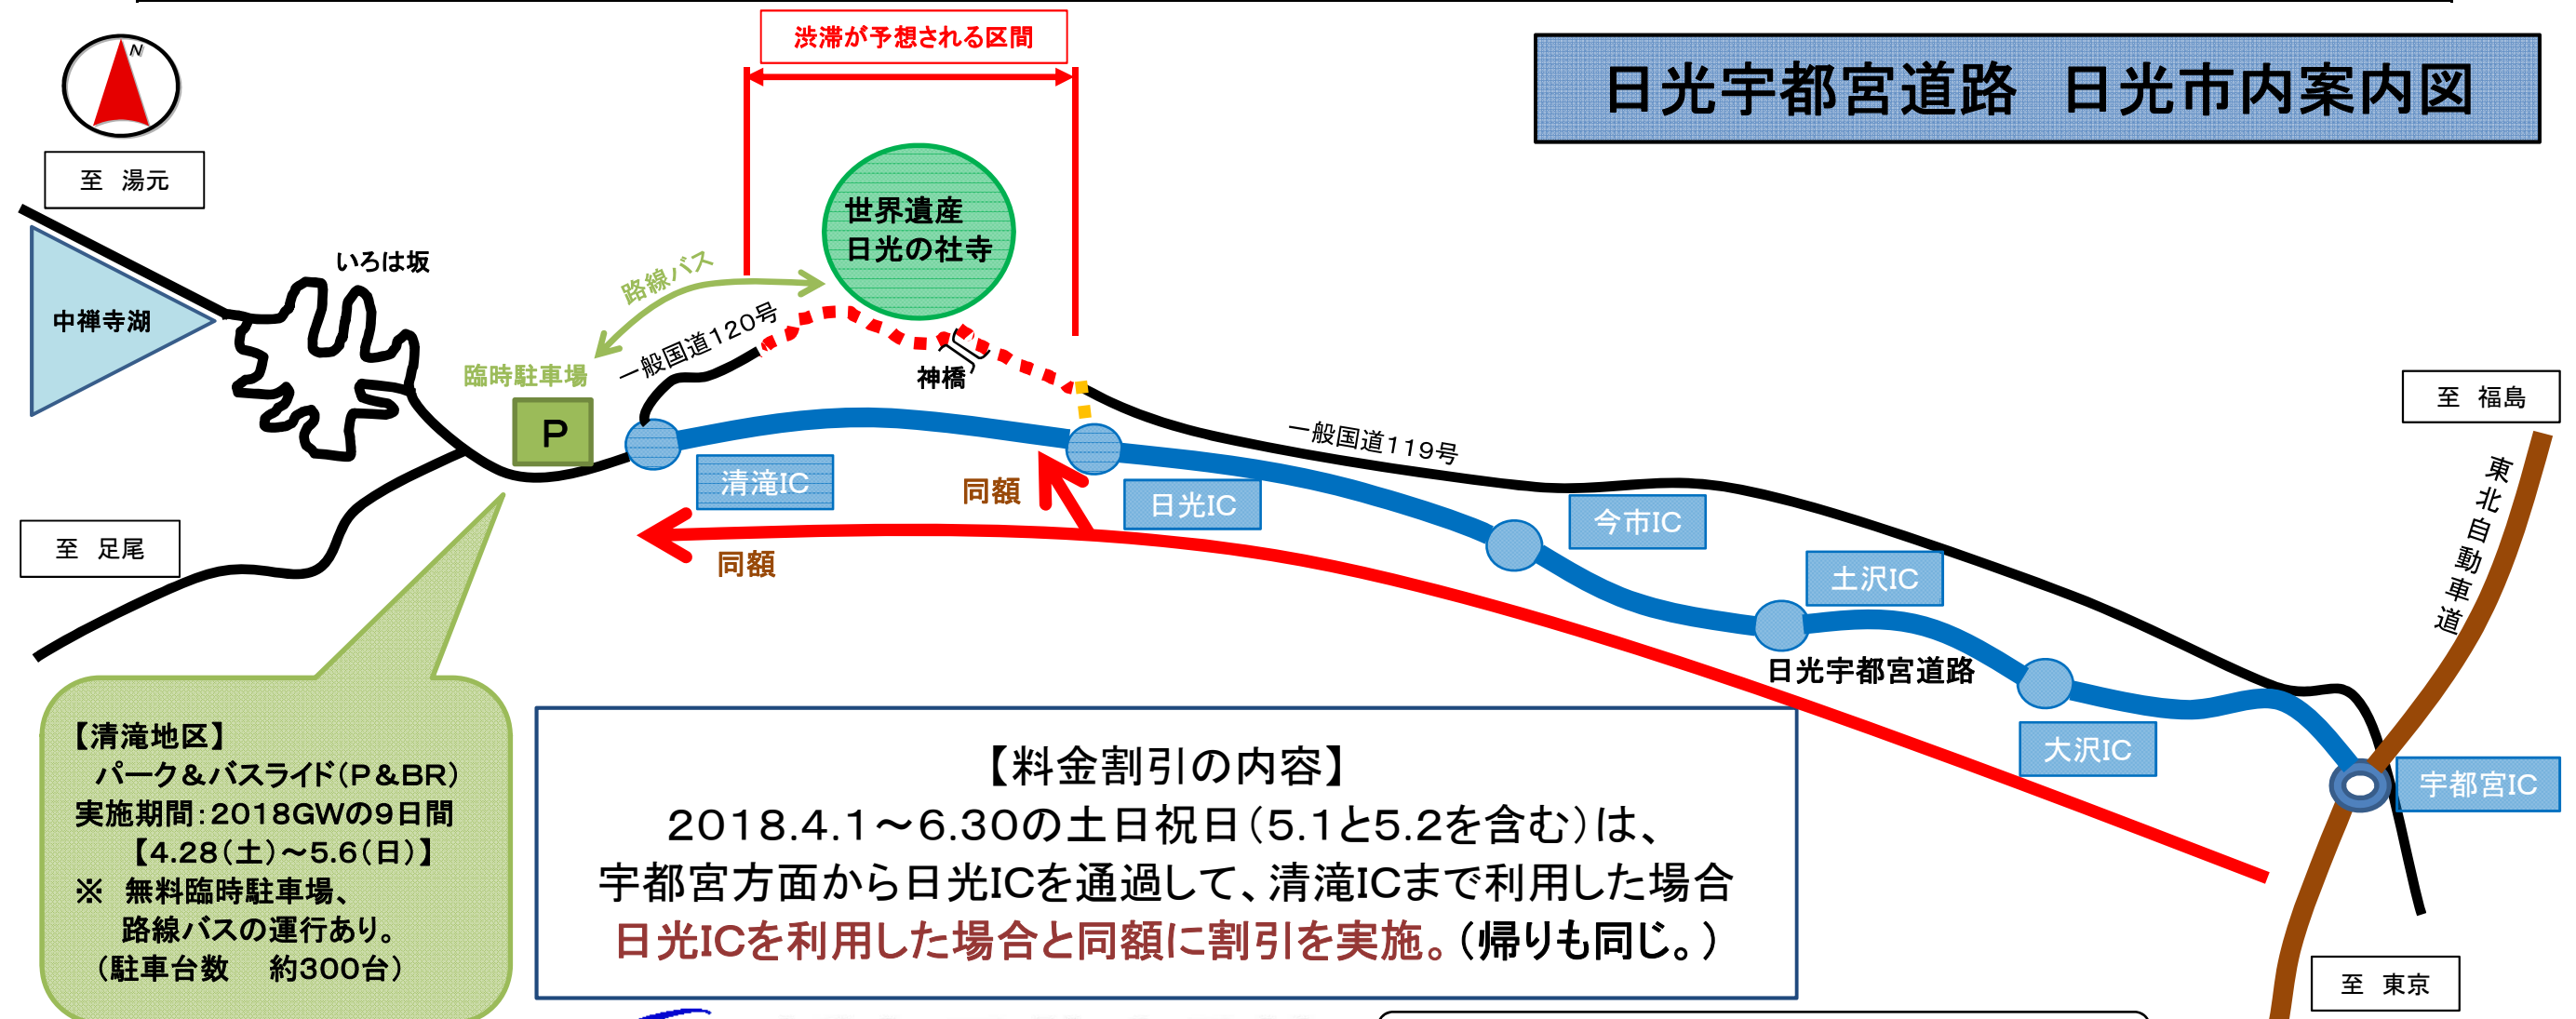 渋滞が予想される区間
日光宇都宮道路　日光市内案内図
N
至　湯元
世界遺産
日光の社寺
いろは坂
路線バス
中禅寺湖
一般国道120号
臨時駐車場
神橋
P
至　福島
一般国道119号
東北自動車道
清滝IC
同額
日光IC
今市IC
至　足尾
同額
土沢IC
日光宇都宮道路
大沢IC
宇都宮IC
【清滝地区】
パーク&バスライド(P&BR)
実施期間:2018GWの9日間
【4.28(土)～5.6(日)】
※　無料臨時駐車場、
路線バスの運行あり。
(駐車台数　約300台)
【料金割引の内容】
2018.4.1～6.30の土日祝日(5.1と5.2を含む)は、
宇都宮方面から日光ICを通過して、清滝ICまで利用した場合
日光ICを利用した場合と同額に割引を実施。(帰りも同じ。)
至　東京